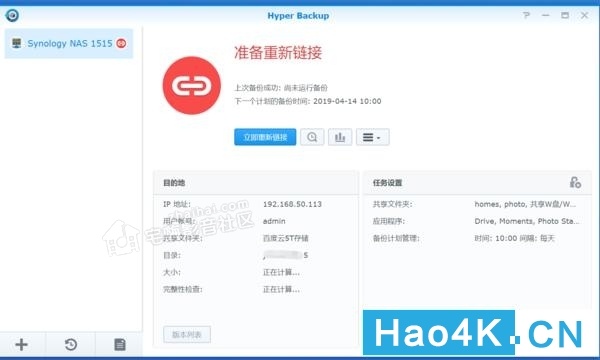 Hyper Backup
Synology NAS 1515
准备重新链接
上次备份成功: 尚未运行备份
下一个计划的备份时间: 2019-04-14 10:00
立即重新链接
目的地
IP 地址: 192.168.50.113
用户帐号: admin
共享文件夹: 百度云5T存储
目录: 5
大小: 正在计算...
完整性检查: 正在计算...
版本列表
任务设置
共享文件夹: homes, photo, 共享W盘/W...
应用程序: Drive, Moments, Photo Sta...
备份计划管理: 时间: 10:00 间隔: 每天
宅嗨影音社区
Hao4K.CN